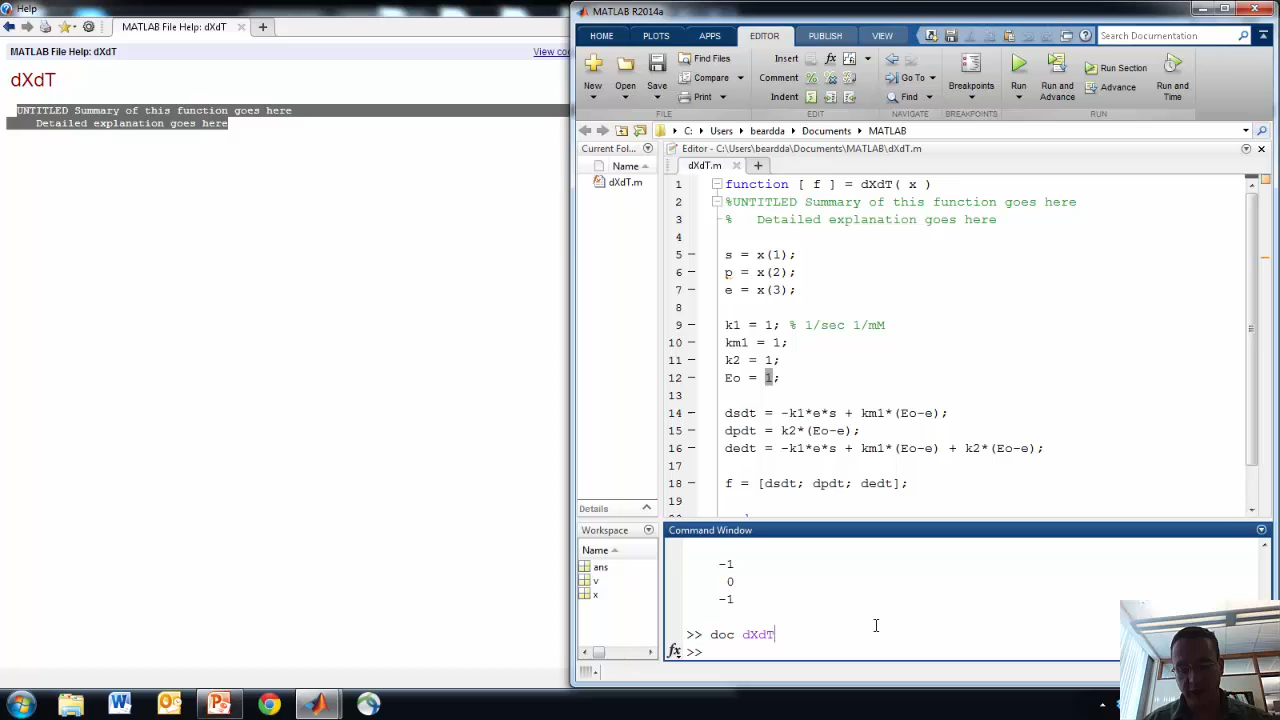 Help
MATLAB File Help: dXdT
MATLAB File Help: dXdT
View co
dXdT
UNTITLED Summary of this function goes here
Detailed explanation goes here
MATLAB R2014a
HOME PLOTS APPS EDITOR PUBLISH VIEW
Search Documentation
New Open Save
Find Files
Compare
Print
Insert
Comment
Indent
Go To
Find
Breakpoints
Run
Run and Advance
Run Section
Advance
Run and Time
FILE EDIT NAVIGATE BREAKPOINTS RUN
C: Users beardda Documents MATLAB
Current Fol...
Name
dXdT.m
Editor - C:\Users\beardda\Documents\MATLAB\dXdT.m
dXdT.m
1 function [ f ] = dXdT( x )
2 %UNTITLED Summary of this function goes here
3 % Detailed explanation goes here
4
5 s = x(1);
6 p = x(2);
7 e = x(3);
8
9 k1 = 1; % 1/sec 1/mM
10 km1 = 1;
11 k2 = 1;
12 Eo = 1;
13
14 dsdt = -k1*e*s + km1*(Eo-e);
15 dpdt = k2*(Eo-e);
16 dedt = -k1*e*s + km1*(Eo-e) + k2*(Eo-e);
17
18 f = [dsdt; dpdt; dedt];
19
Details
Workspace
Name
ans
v
x
Command Window
-1
0
-1
>> doc dXdT
fx >>